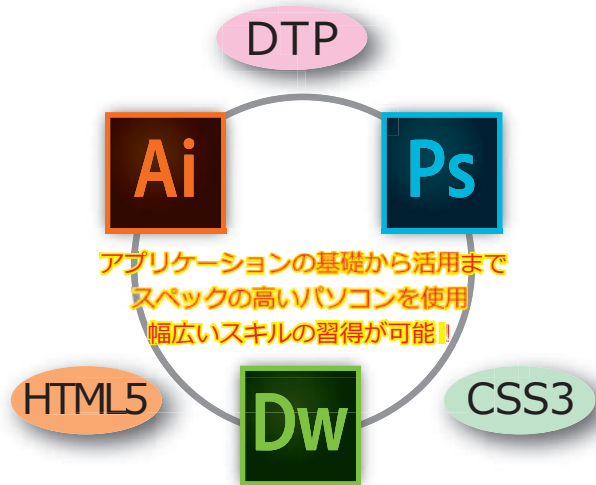 DTP
Ai
Ps
アプリケーションの基礎から活用まで
スペックの高いパソコンを使用
幅広いスキルの習得が可能！
HTML5
Dw
CSS3